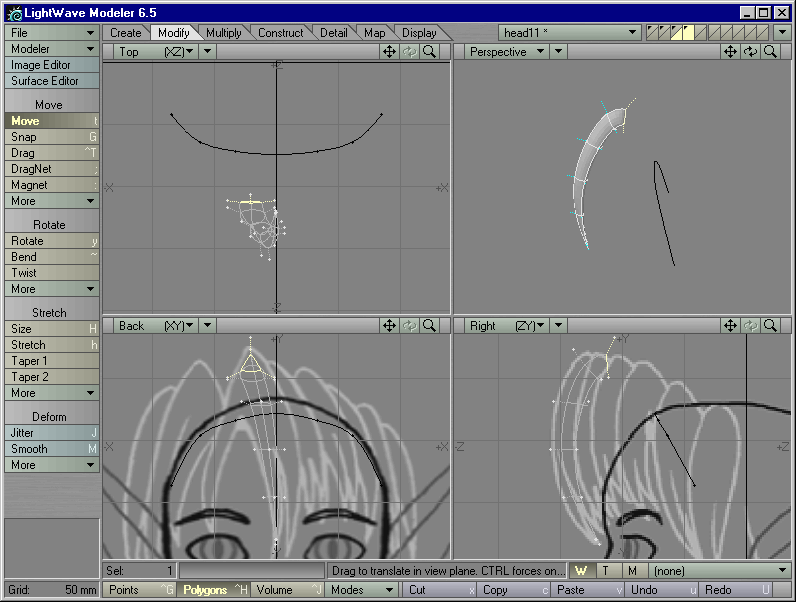 LightWave Modeler 6.5
File Create Modify Multiply Construct Detail Map Display head11 *
Modeler Top (XZ) Perspective
Image Editor
Surface Editor
Move
Move t
Snap G
Drag ^T
DragNet ;
Magnet :
More
Rotate
Rotate y
Bend ~
Twist
More
Stretch
Size H
Stretch h
Taper 1
Taper 2
More
Deform
Jitter J
Smooth M
More
-X +X
+Z
-Z
Back (XY) Right (ZY)
+Y +Y
-X +X -Z +Z
Sel: 1 Drag to translate in view plane. CTRL forces on... W T M (none)
Grid: 50 mm Points ^G Polygons ^H Volume ^J Modes Cut x Copy c Paste v Undo u Redo U